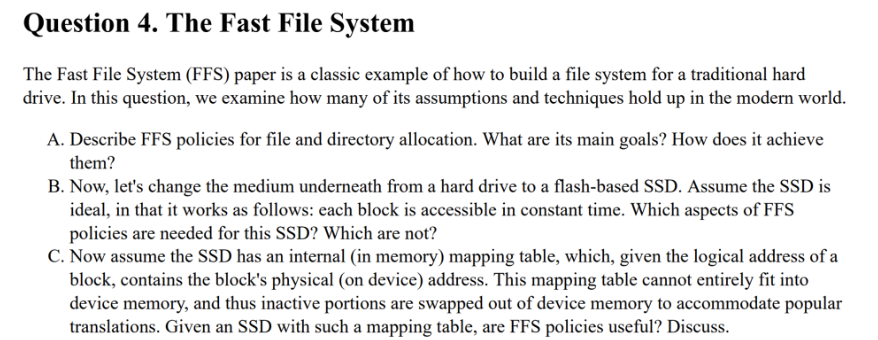 Question 4. The Fast File System
The Fast File System (FFS) paper is a classic example of how to build a file system for a traditional hard
drive. In this question, we examine how many of its assumptions and techniques hold up in the modern world.
A. Describe FFS policies for file and directory allocation. What are its main goals? How does it achieve
them?
B. Now, let's change the medium underneath from a hard drive to a flash-based SSD. Assume the SSD is
ideal, in that it works as follows: each block is accessible in constant time. Which aspects of FFS
policies are needed for this SSD? Which are not?
C. Now assume the SSD has an internal (in memory) mapping table, which, given the logical address of a
block, contains the block's physical (on device) address. This mapping table cannot entirely fit into
device memory, and thus inactive portions are swapped out of device memory to accommodate popular
translations. Given an SSD with such a mapping table, are FFS policies useful? Discuss.